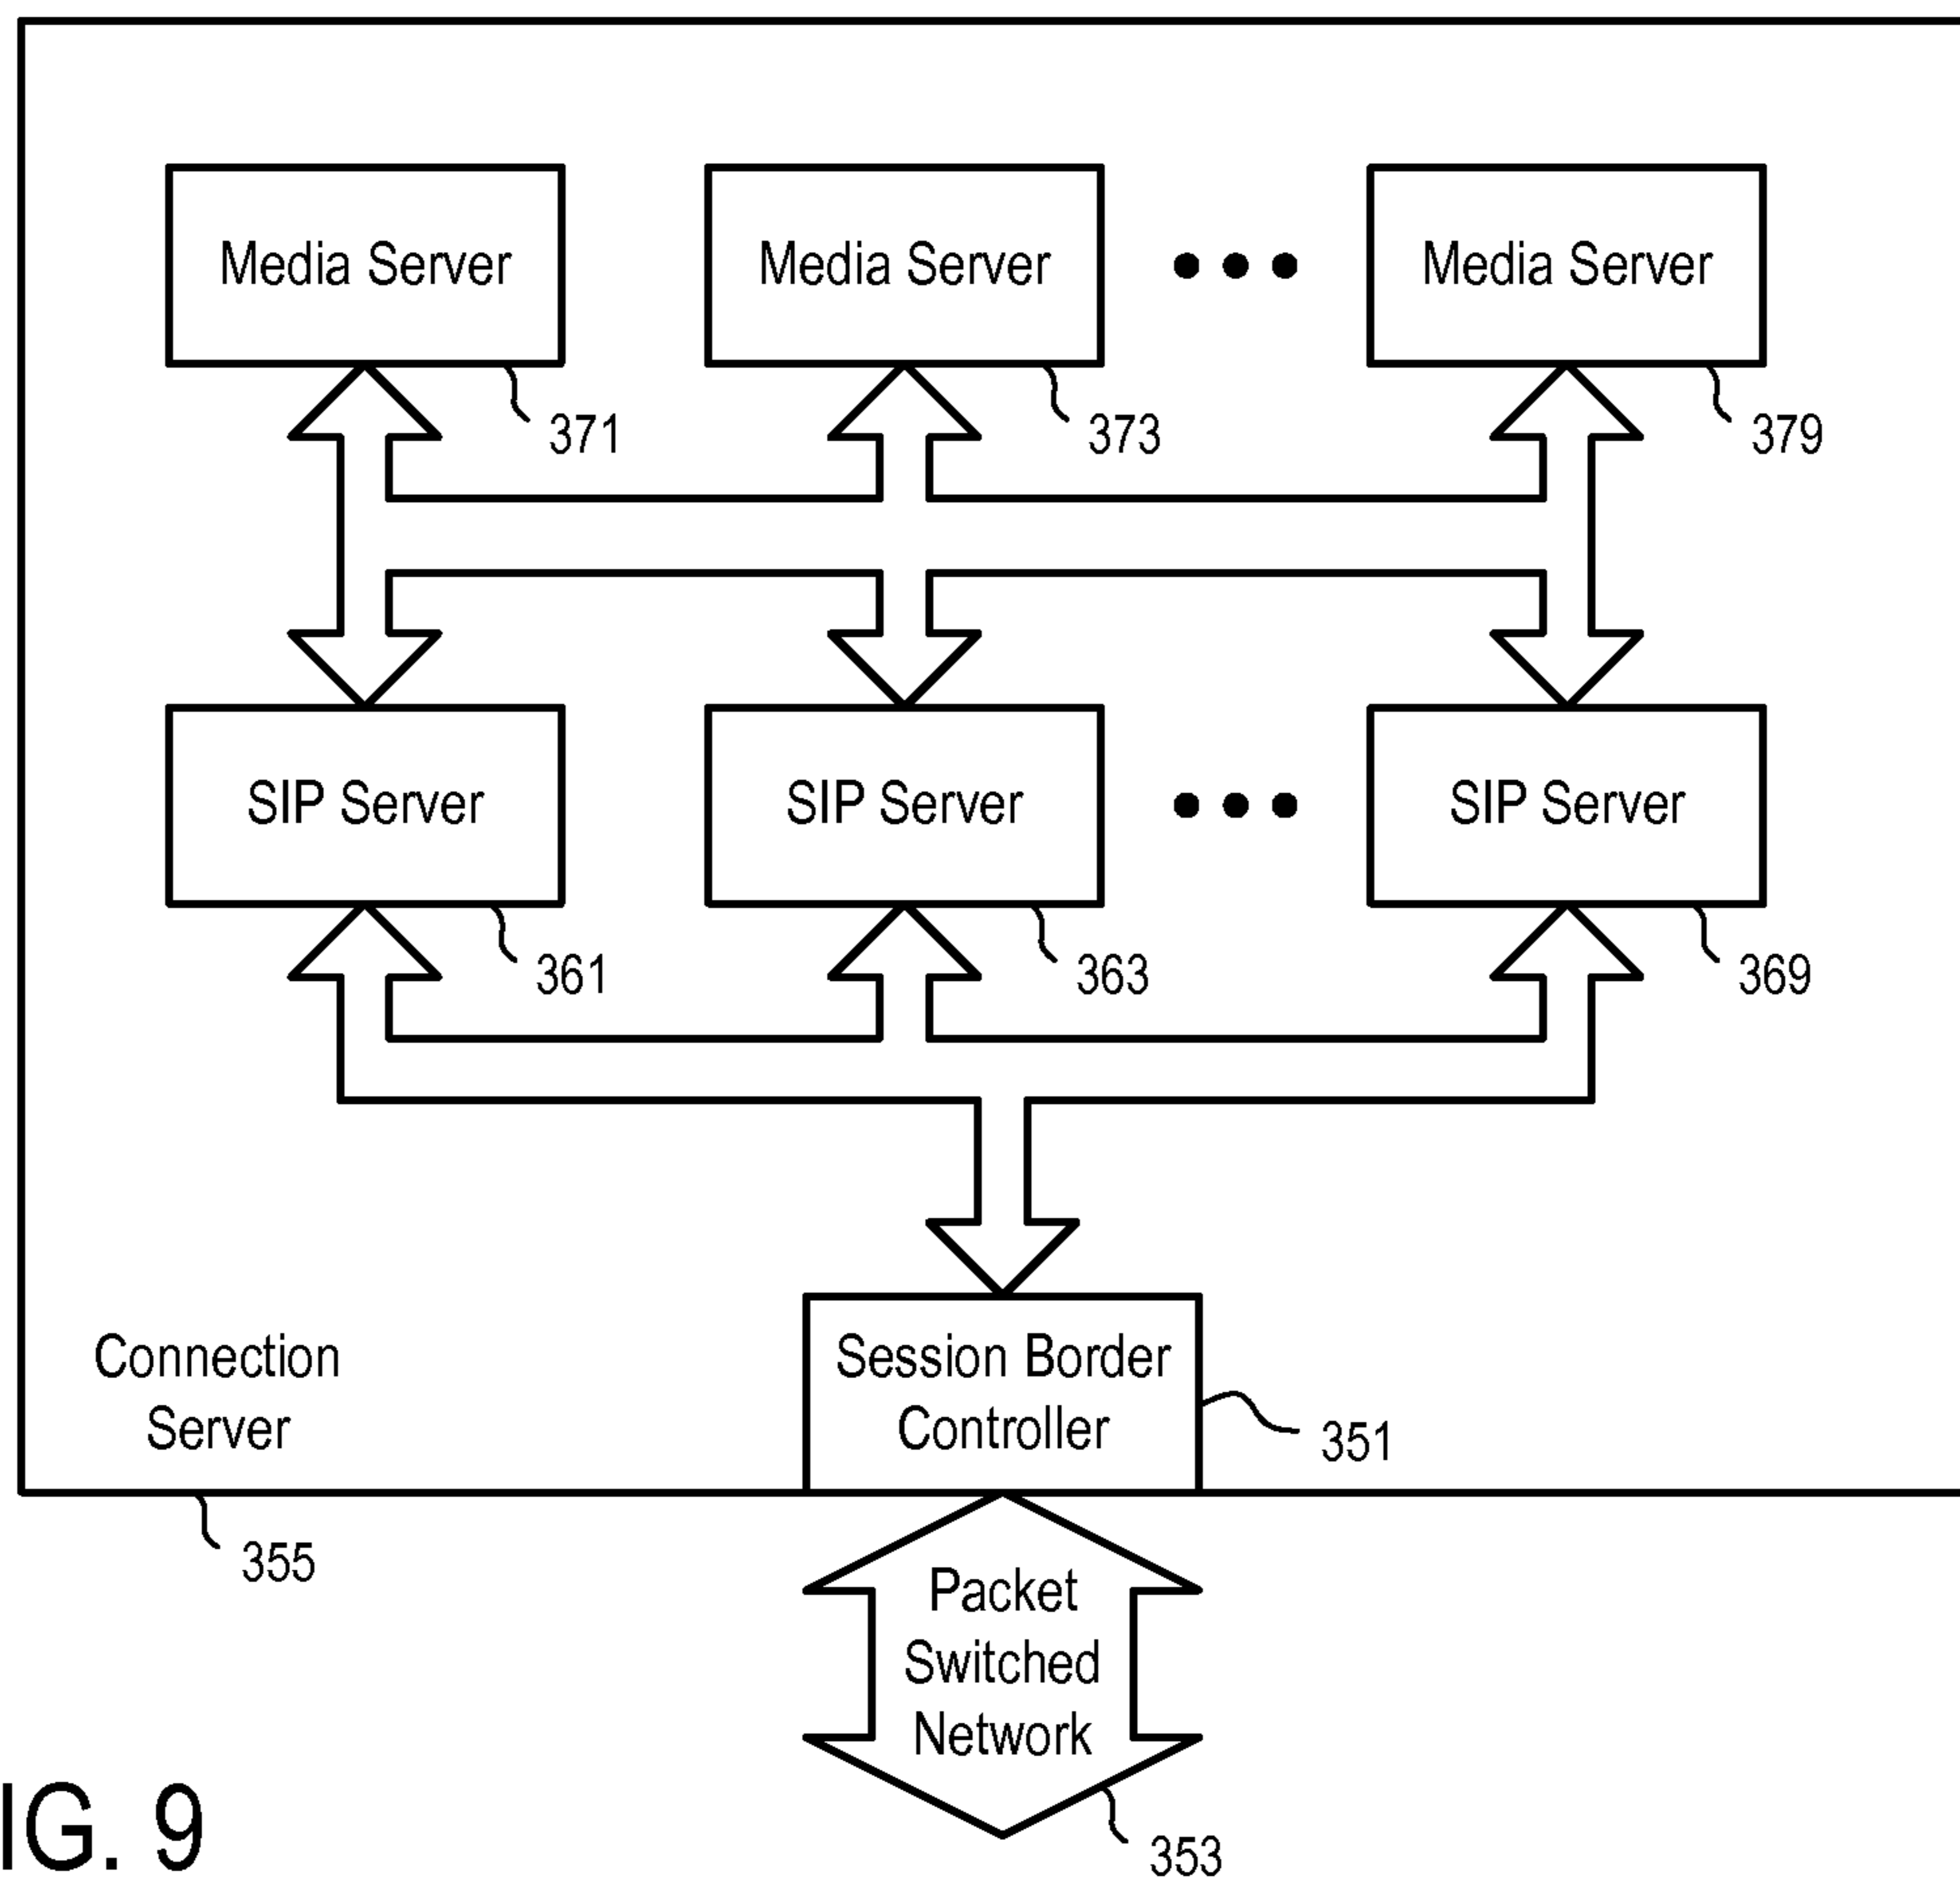 Media Server
Media Server
Media Server
371
373
379
SIP Server
SIP Server
SIP Server
361
363
369
Connection
Server
Session Border
Controller
351
355
Packet
Switched
Network
353
IG. 9